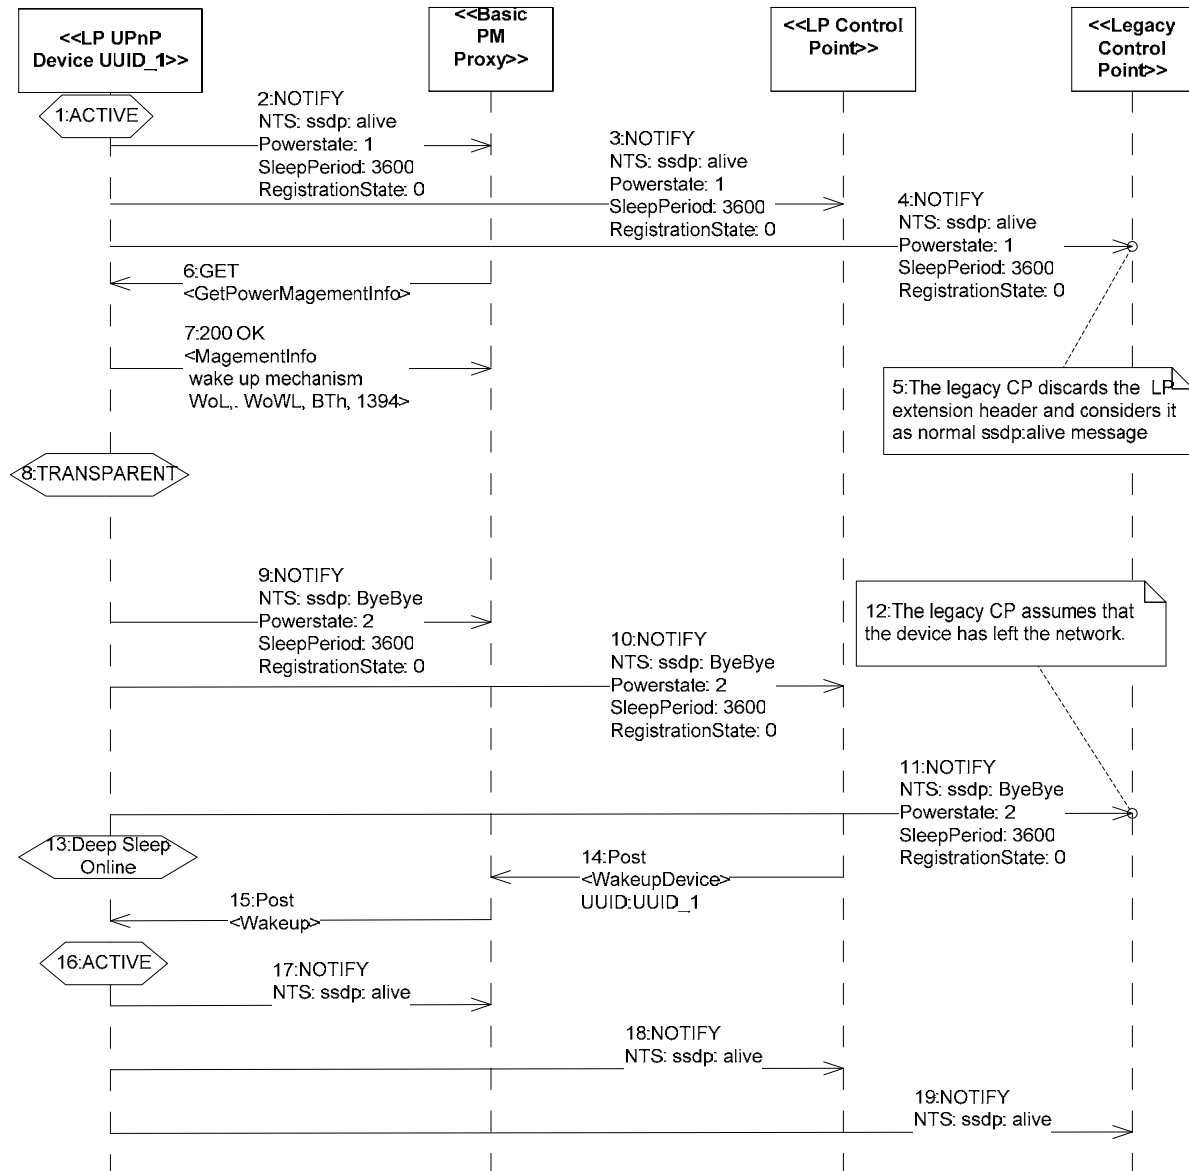 <<LP UPnP
Device UUID_1>>
<<Basic
PM
Proxy>>
<<LP Control
Point>>
<<Legacy
Control
Point>>
1:ACTIVE
2:NOTIFY
NTS: ssdp: alive
Powerstate: 1
SleepPeriod: 3600
RegistrationState: 0
3:NOTIFY
NTS: ssdp: alive
Powerstate: 1
SleepPeriod: 3600
RegistrationState: 0
4:NOTIFY
NTS: ssdp: alive
Powerstate: 1
SleepPeriod: 3600
RegistrationState: 0
6:GET
<GetPowerMagementInfo>
7:200 OK
<MagementInfo
wake up mechanism
WoL,. WoWL, BTh, 1394>
5:The legacy CP discards the LP
extension header and considers it
as normal ssdp:alive message
8:TRANSPARENT
9:NOTIFY
NTS: ssdp: ByeBye
Powerstate: 2
SleepPeriod: 3600
RegistrationState: 0
10:NOTIFY
NTS: ssdp: ByeBye
Powerstate: 2
SleepPeriod: 3600
RegistrationState: 0
12:The legacy CP assumes that
the device has left the network.
11:NOTIFY
NTS: ssdp: ByeBye
Powerstate: 2
SleepPeriod: 3600
RegistrationState: 0
13:Deep Sleep
Online
14:Post
<WakeupDevice>
UUID:UUID_1
15:Post
<Wakeup>
16:ACTIVE
17:NOTIFY
NTS: ssdp: alive
18:NOTIFY
NTS: ssdp: alive
19:NOTIFY
NTS: ssdp: alive